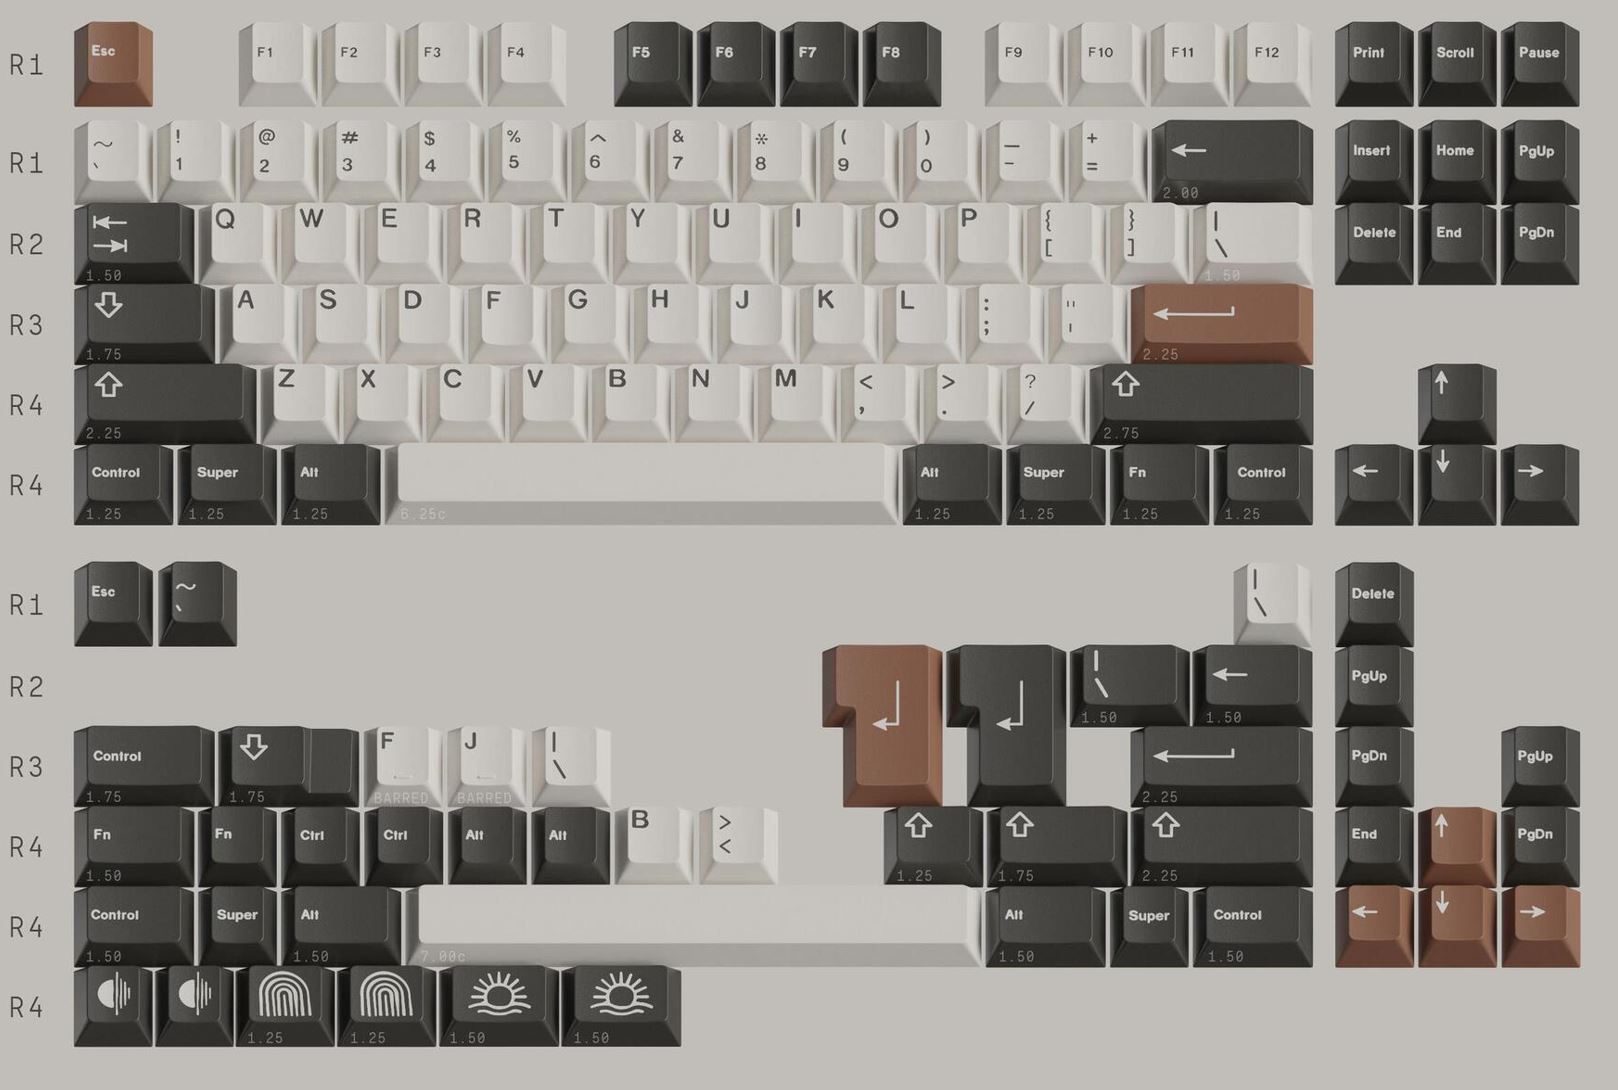 R1 Esc F1 F2 F3 F4 F5 F6 F7 F8 F9 F10 F11 F12 Print Scroll Pause
R1 ~ ` ! 1 @ 2 # 3 $ 4 % 5 ^ 6 & 7 * 8 ( 9 ) 0 — - + = ← 2.00 Insert Home PgUp
R2 ⇤ ⇥ 1.50 Q W E R T Y U I O P { [ } ] | \ 1.50 Delete End PgDn
R3 ⇩ 1.75 A S D F G H J K L : ; " ' ← 2.25
R4 ⇧ 2.25 Z X C V B N M < , > . ? / ⇧ 2.75 ↑
R4 Control 1.25 Super 1.25 Alt 1.25 6.25c Alt 1.25 Super 1.25 Fn 1.25 Control 1.25 ← ↓ →
R1 Esc ~ ` | \ Delete
R2 ↵ ↵ | \ 1.50 ← 1.50 PgUp
R3 Control 1.75 ⇩ 1.75 F BARRED J BARRED | \ ← 2.25 PgDn PgUp
R4 Fn 1.50 Fn Ctrl Ctrl Alt Alt B > < ⇧ 1.25 ⇧ 1.75 ⇧ 2.25 End ↑ PgDn
R4 Control 1.50 Super Alt 1.50 7.00c Alt 1.50 Super Control 1.50 ← ↓ →
R4 1.25 1.25 1.50 1.50